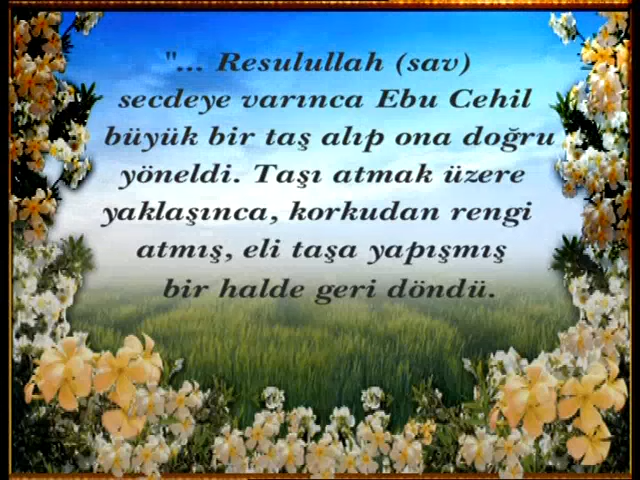 "... Resulullah (sav)
secdeye varınca Ebu Cehil
büyük bir taş alıp ona doğru
yöneldi. Taşı atmak üzere
yaklaşınca, korkudan rengi
atmış, eli taşa yapışmış
bir halde geri döndü.